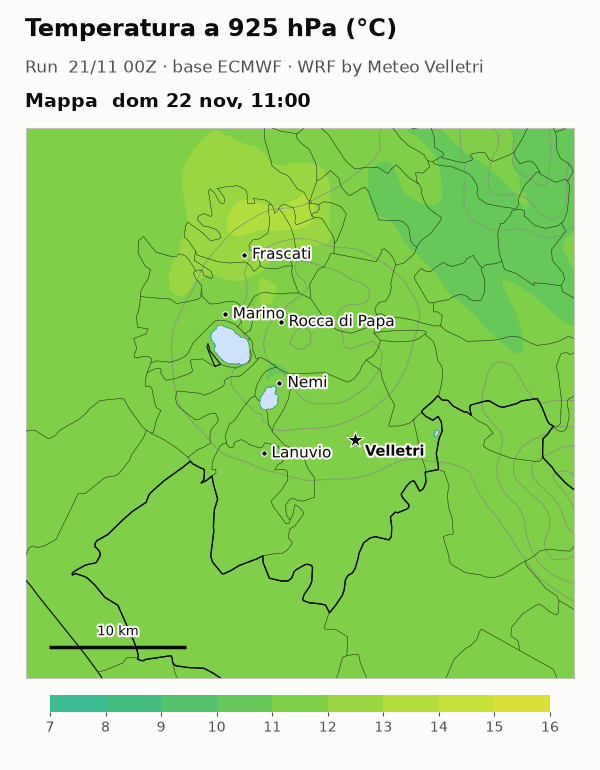 Temperatura a 925 hPa (°C)
Run  21/11 00Z · base ECMWF · WRF by Meteo Velletri
Mappa  dom 22 nov, 11:00
Frascati
Marino
Rocca di Papa
Nemi
Velletri
Lanuvio
10 km
7 8 9 10 11 12 13 14 15 16